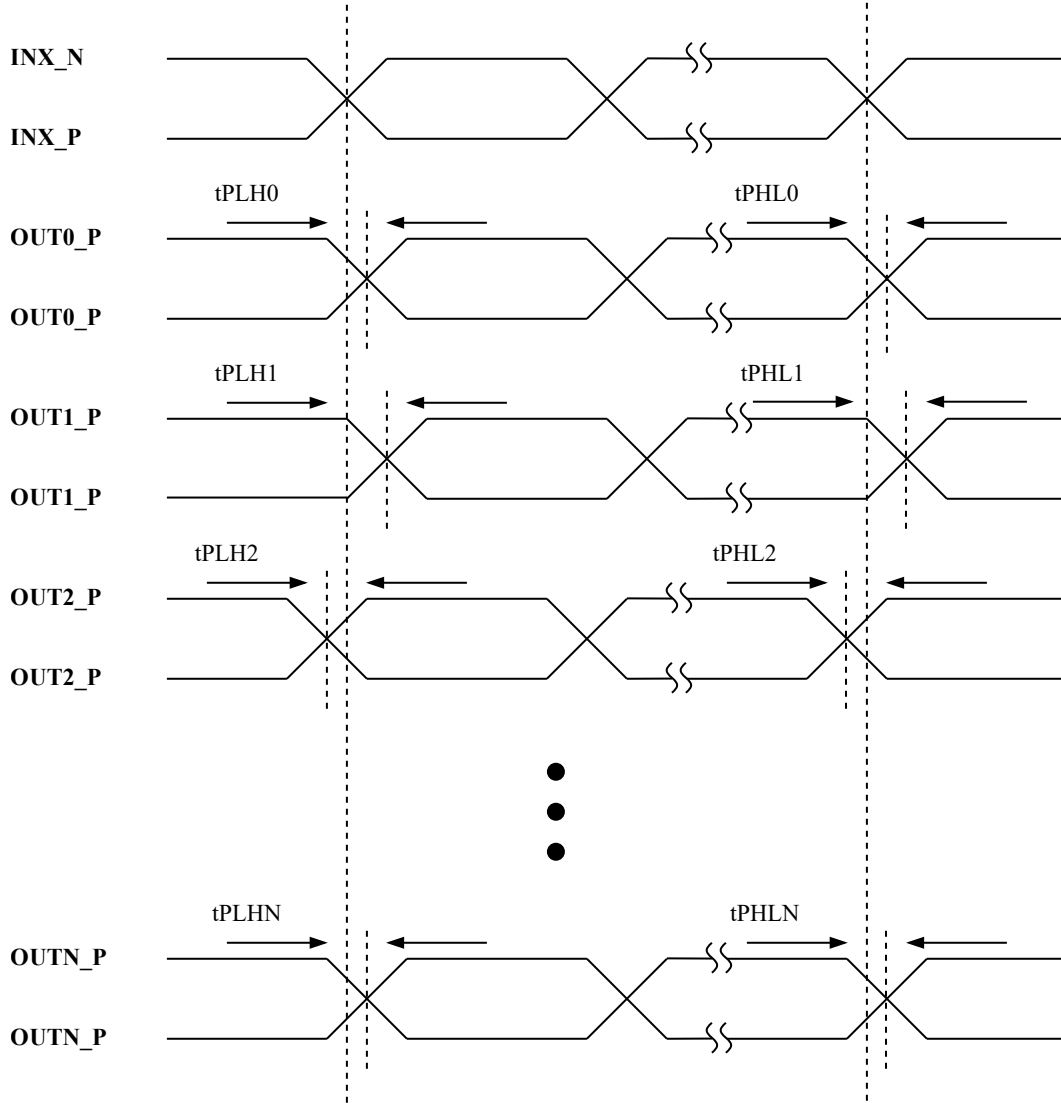 INX_N
INX_P
tPLH0 tPHL0
OUT0_P
OUT0_P
tPLH1 tPHL1
OUT1_P
OUT1_P
tPLH2 tPHL2
OUT2_P
OUT2_P
tPLHN tPHLN
OUTN_P
OUTN_P